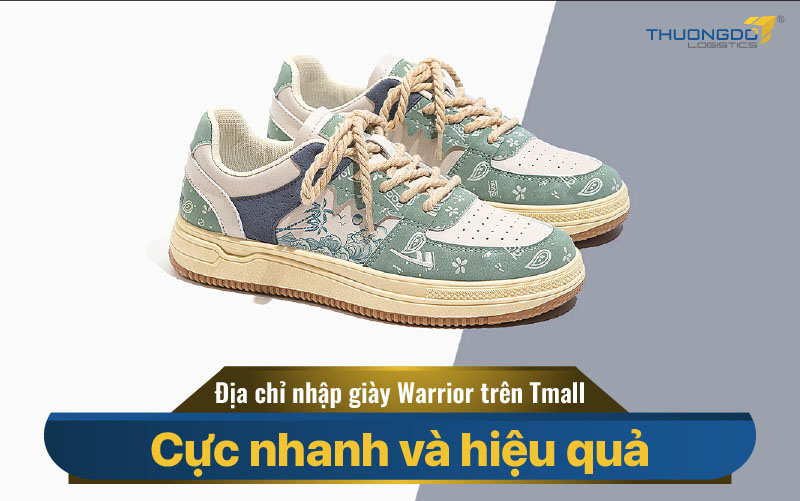 THUONGDO®
LOGISTICS
Địa chỉ nhập giày Warrior trên Tmall
Cực nhanh và hiệu quả